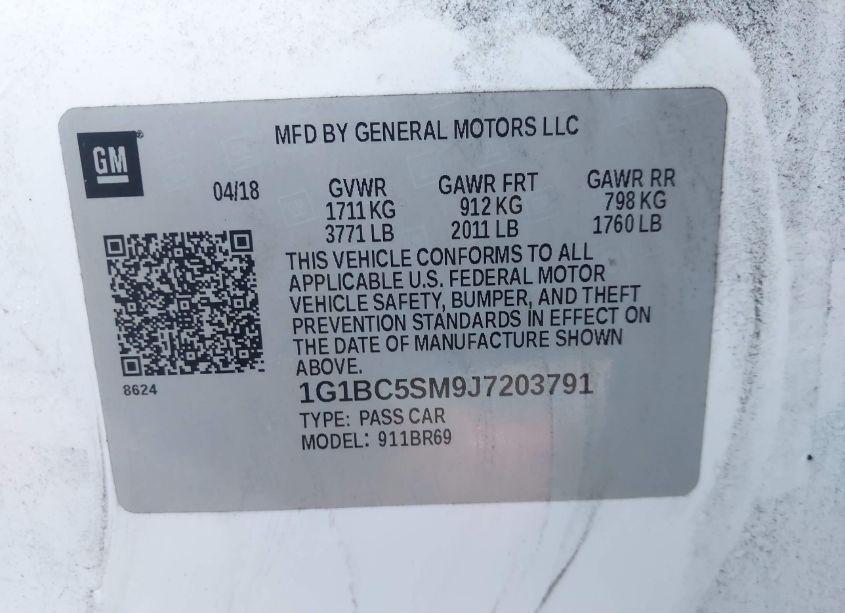 MFD BY GENERAL MOTORS LLC
GM
04/18
GVWR
1711 KG
3771 LB
GAWR FRT
912 KG
2011 LB
GAWR RR
798 KG
1760 LB
THIS VEHICLE CONFORMS TO ALL
APPLICABLE U.S. FEDERAL MOTOR
VEHICLE SAFETY, BUMPER, AND THEFT
PREVENTION STANDARDS IN EFFECT ON
THE DATE OF MANUFACTURE SHOWN
ABOVE.
8624
1G1BC5SM9J7203791
TYPE: PASS CAR
MODEL: 911BR69